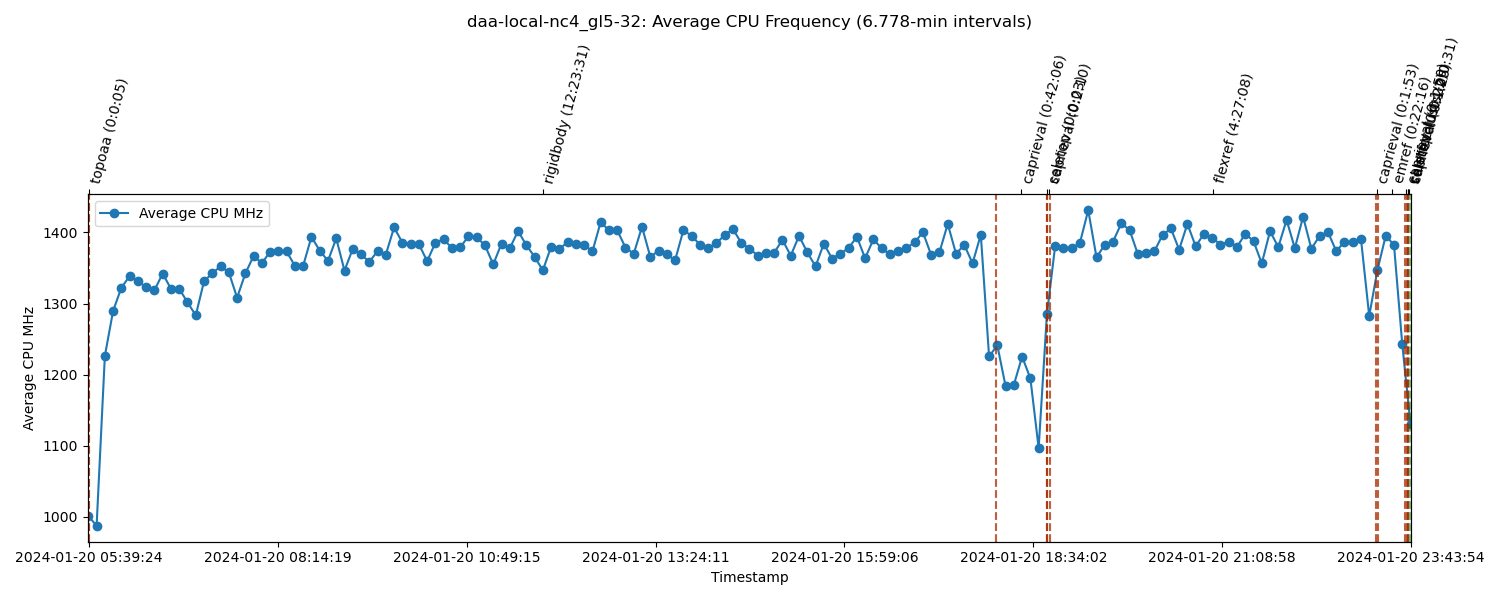 daa-local-nc4_gl5-32: Average CPU Frequency (6.778-min intervals)
topoaa (0:0:05)
rigidbody (12:23:31)
caprieval (0:42:06)
flexref (4:27:08)
caprieval (0:1:53)
emref (0:22:16)
Average CPU MHz
Average CPU MHz
1400
1300
1200
1100
1000
2024-01-20 05:39:24
2024-01-20 08:14:19
2024-01-20 10:49:15
2024-01-20 13:24:11
2024-01-20 15:59:06
2024-01-20 18:34:02
2024-01-20 21:08:58
2024-01-20 23:43:54
Timestamp